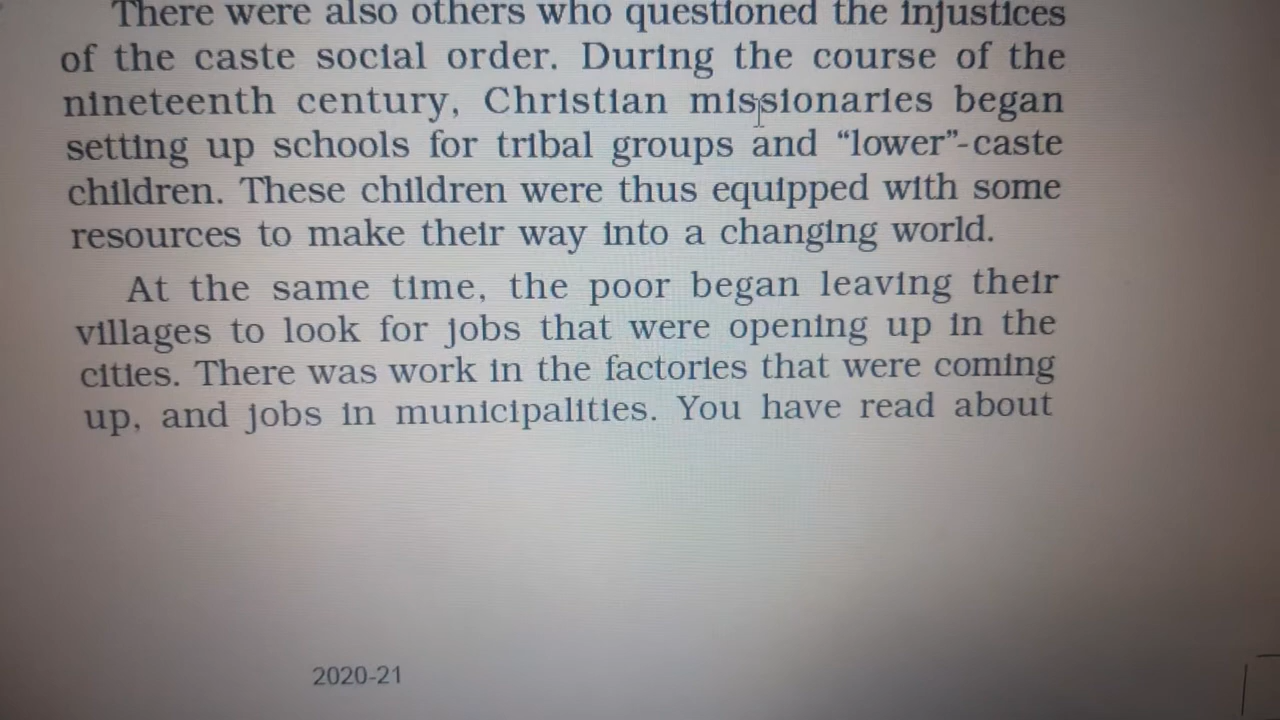 There were also others who questioned the injustices
of the caste social order. During the course of the
nineteenth century, Christian missionaries began
setting up schools for tribal groups and “lower”-caste
children. These children were thus equipped with some
resources to make their way into a changing world.
At the same time, the poor began leaving their
villages to look for jobs that were opening up in the
cities. There was work in the factories that were coming
up, and jobs in municipalities. You have read about
2020-21